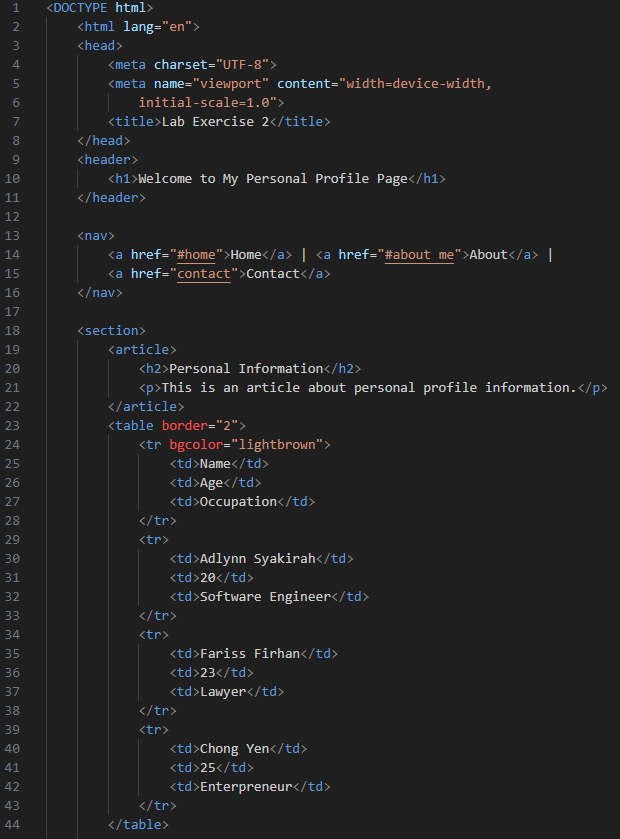 1 <DOCTYPE html>
2 <html lang="en">
3 <head>
4 <meta charset="UTF-8">
5 <meta name="viewport" content="width=device-width,
6 initial-scale=1.0">
7 <title>Lab Exercise 2</title>
8 </head>
9 <header>
10 <h1>Welcome to My Personal Profile Page</h1>
11 </header>
12
13 <nav>
14 <a href="#home">Home</a> | <a href="#about me">About</a> |
15 <a href="contact">Contact</a>
16 </nav>
17
18 <section>
19 <article>
20 <h2>Personal Information</h2>
21 <p>This is an article about personal profile information.</p>
22 </article>
23 <table border="2">
24 <tr bgcolor="lightbrown">
25 <td>Name</td>
26 <td>Age</td>
27 <td>Occupation</td>
28 </tr>
29 <tr>
30 <td>Adlynn Syakirah</td>
31 <td>20</td>
32 <td>Software Engineer</td>
33 </tr>
34 <tr>
35 <td>Fariss Firhan</td>
36 <td>23</td>
37 <td>Lawyer</td>
38 </tr>
39 <tr>
40 <td>Chong Yen</td>
41 <td>25</td>
42 <td>Enterpreneur</td>
43 </tr>
44 </table>